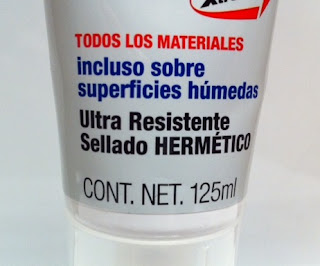 TODOS LOS MATERIALES
incluso sobre
superficies húmedas
Ultra Resistente
Sellado HERMÉTICO
CONT. NET. 125ml